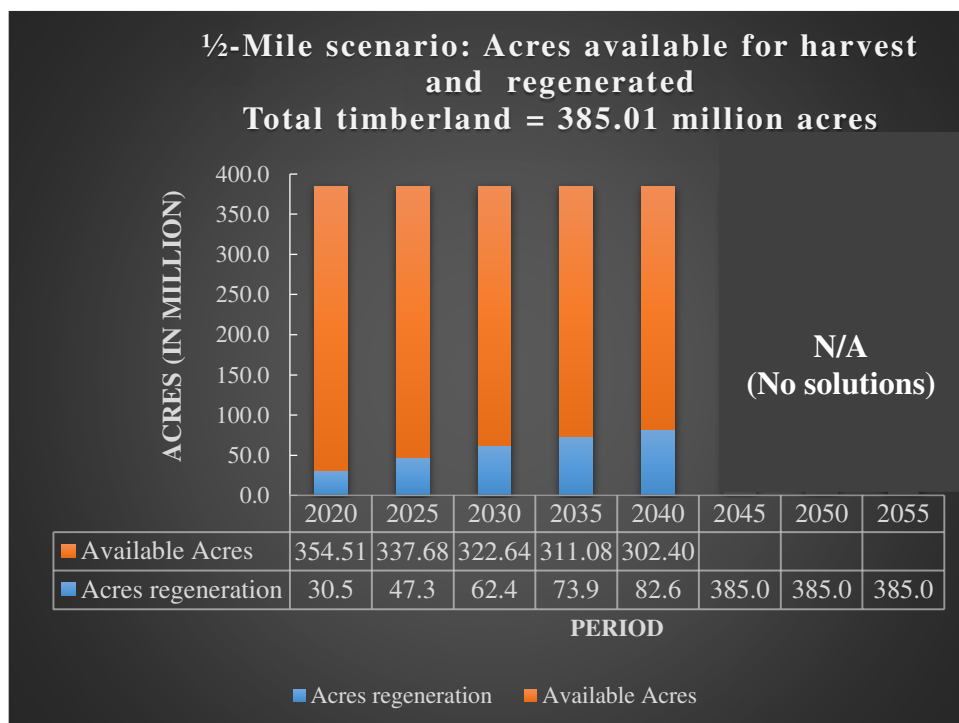 ½-Mile scenario: Acres available for harvest
and regenerated
Total timberland = 385.01 million acres
ACRES (IN MILLION)
400.0
350.0
300.0
250.0
200.0
150.0
100.0
50.0
0.0
N/A
(No solutions)
2020 2025 2030 2035 2040 2045 2050 2055
Available Acres 354.51 337.68 322.64 311.08 302.40
Acres regeneration 30.5 47.3 62.4 73.9 82.6 385.0 385.0 385.0
PERIOD
Acres regeneration Available Acres